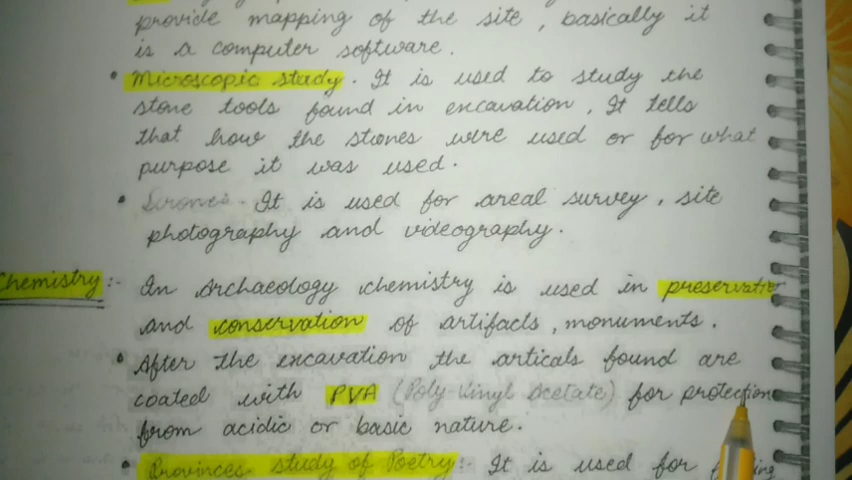 provide mapping of the site, basically it
is a computer software.
• Microscopic study. It is used to study the
stone tools found in excavation. It tells
that how the stones were used or for what
purpose it was used.
• Drones. It is used for areal survey, site
photography and videography.
Chemistry:- In Archaeology chemistry is used in preservation
and conservation of artifacts, monuments.
• After the excavation the articals found are
coated with PVA (Poly Vinyl Acetate) for protection
from acidic or basic nature.
• Provinces study of Poetry:- It is used for